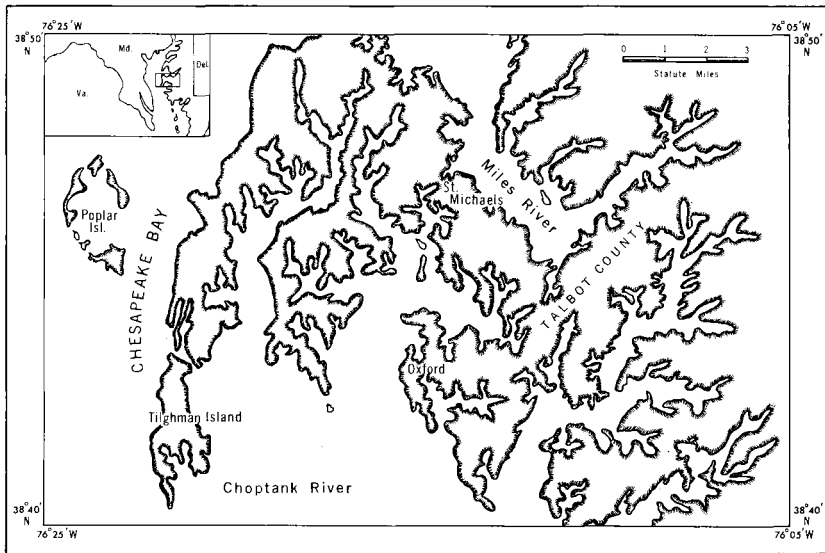 76°25'W
76°05'W
38°50'
N
38°50'
N
Md.
Del.
Va.
0 1 2 3
Statute Miles
Poplar
Isl.
CHESAPEAKE BAY
St.
Michaels
Miles River
TALBOT COUNTY
Oxford
Tilghman Island
Choptank River
38°40'
N
38°40'
N
76°25'W
76°05'W